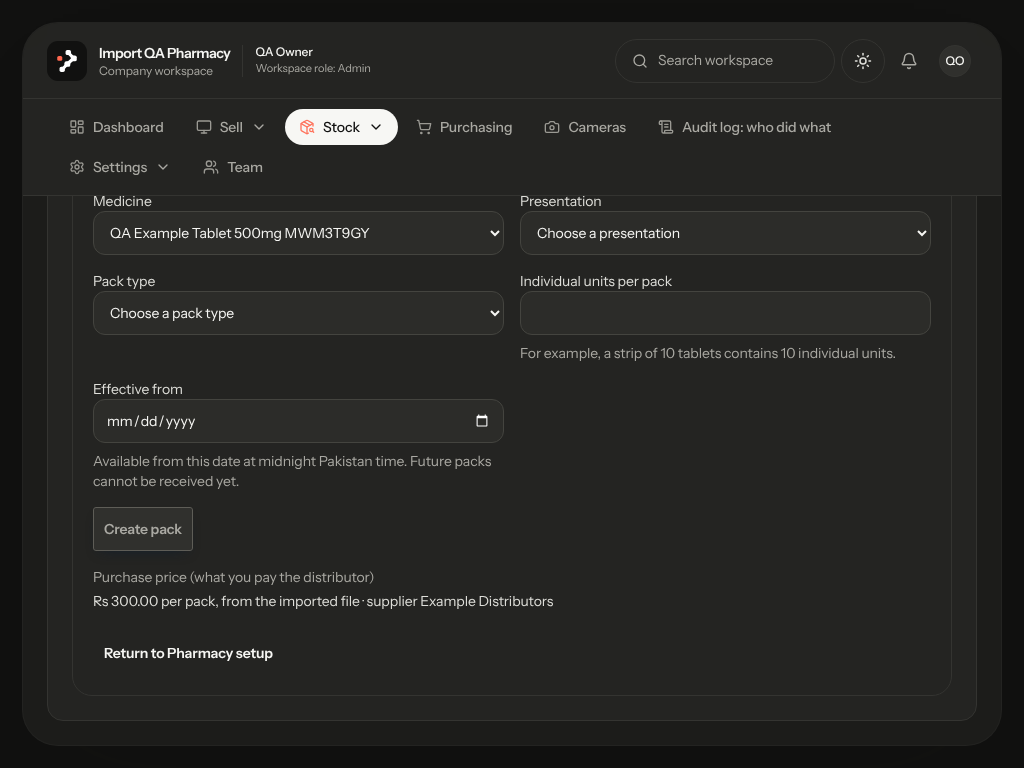 Import QA Pharmacy
Company workspace
QA Owner
Workspace role: Admin
Search workspace
QO
Dashboard
Sell
Stock
Purchasing
Cameras
Audit log: who did what
Settings
Team
Medicine
Presentation
QA Example Tablet 500mg MWM3T9GY
Choose a presentation
Pack type
Individual units per pack
Choose a pack type
For example, a strip of 10 tablets contains 10 individual units.
Effective from
mm/dd/yyyy
Available from this date at midnight Pakistan time. Future packs
cannot be received yet.
Create pack
Purchase price (what you pay the distributor)
Rs 300.00 per pack, from the imported file · supplier Example Distributors
Return to Pharmacy setup